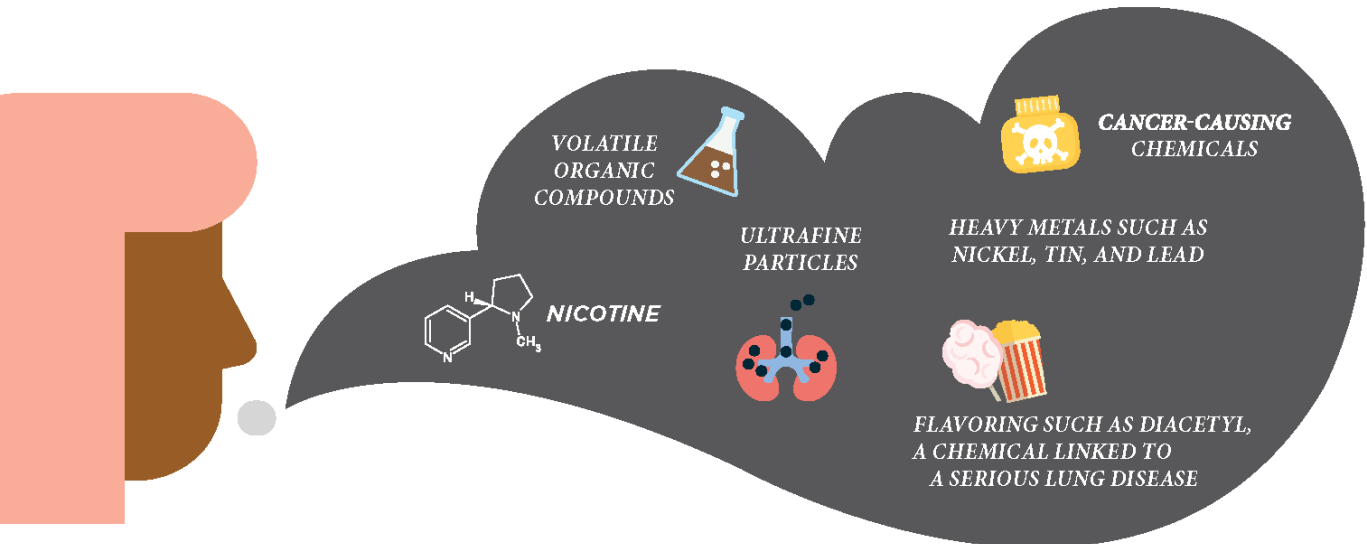 VOLATILE
ORGANIC
COMPOUNDS
CANCER-CAUSING
CHEMICALS
ULTRAFINE
PARTICLES
HEAVY METALS SUCH AS
NICKEL, TIN, AND LEAD
H
N
CH3
N
NICOTINE
FLAVORING SUCH AS DIACETYL,
A CHEMICAL LINKED TO
A SERIOUS LUNG DISEASE